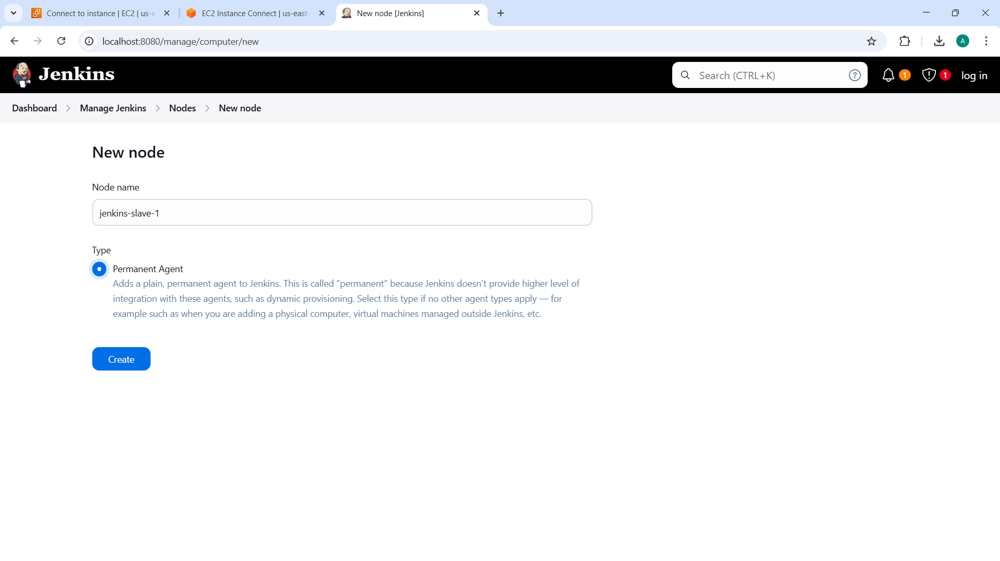 Connect to instance | EC2 | us-e
EC2 Instance Connect | us-east-
New node [Jenkins]
localhost:8080/manage/computer/new
A
Jenkins
Search (CTRL+K)
?
1
1
log in
Dashboard
Manage Jenkins
Nodes
New node
New node
Node name
jenkins-slave-1
Type
Permanent Agent
Adds a plain, permanent agent to Jenkins. This is called "permanent" because Jenkins doesn’t provide higher level of
integration with these agents, such as dynamic provisioning. Select this type if no other agent types apply — for
example such as when you are adding a physical computer, virtual machines managed outside Jenkins, etc.
Create